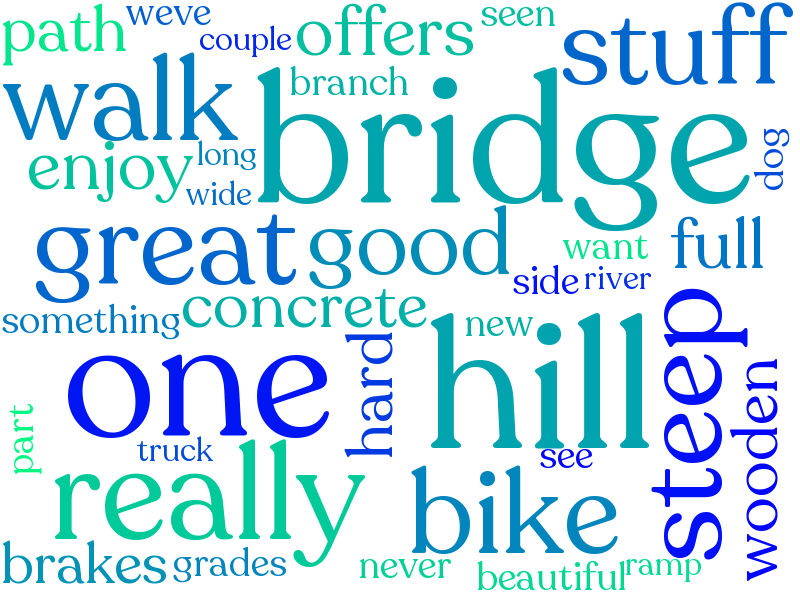 path
weve
couple
offers
seen
stuff
walk
branch
bridge
dog
enjoy
long
wide
great
good
want
full
side
river
something
concrete
new
hill
steep
one
hard
wooden
part
truck
see
really
bike
brakes
grades
never
beautiful
ramp